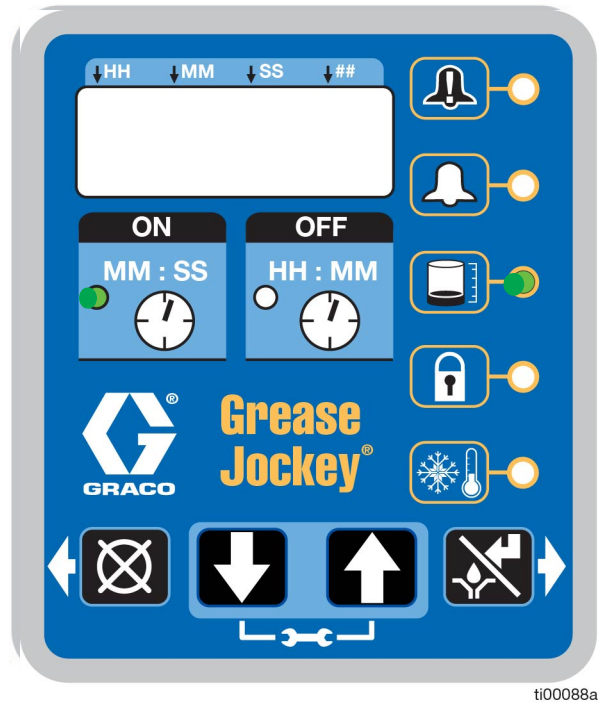 HH MM SS ##
ON
OFF
MM : SS
HH : MM
GRACO ®
Grease
Jockey®
ti00088a